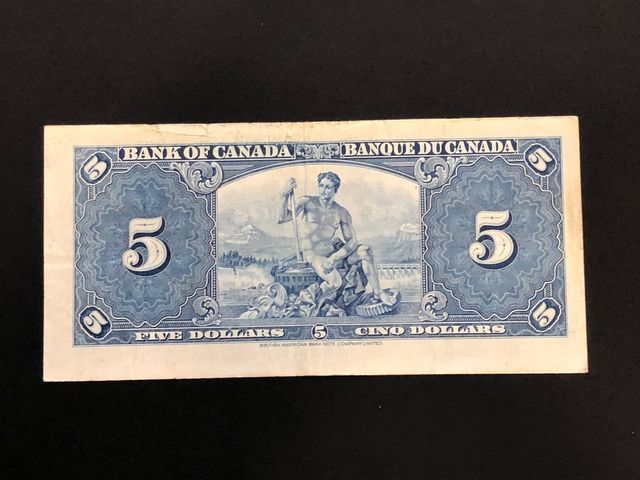 5 BANK OF CANADA BANQUE DU CANADA 5
5 5
5 FIVE DOLLARS 5 CINQ DOLLARS 5
BRITISH AMERICAN BANK NOTE COMPANY LIMITED